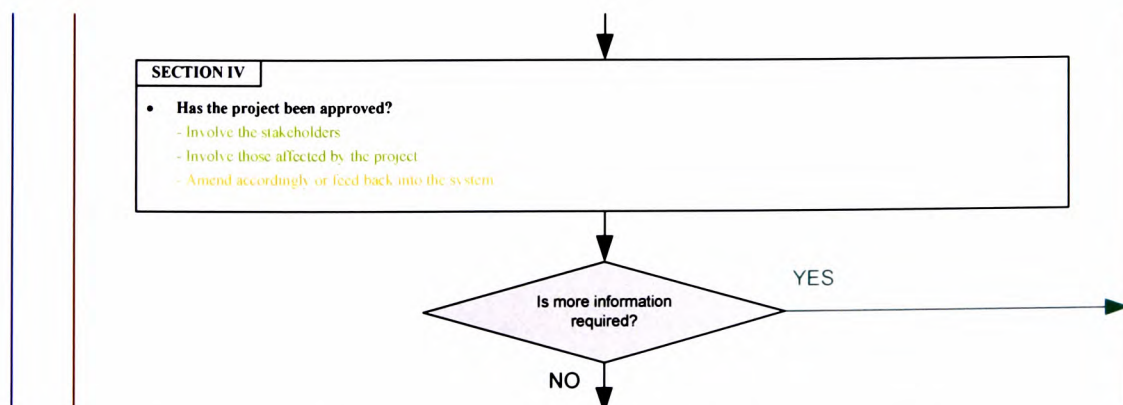 SECTION IV
• Has the project been approved?
- Involve the stakeholders
- Involve those affected by the project
- Amend accordingly or feed back into the system
Is more information
required?
YES
NO